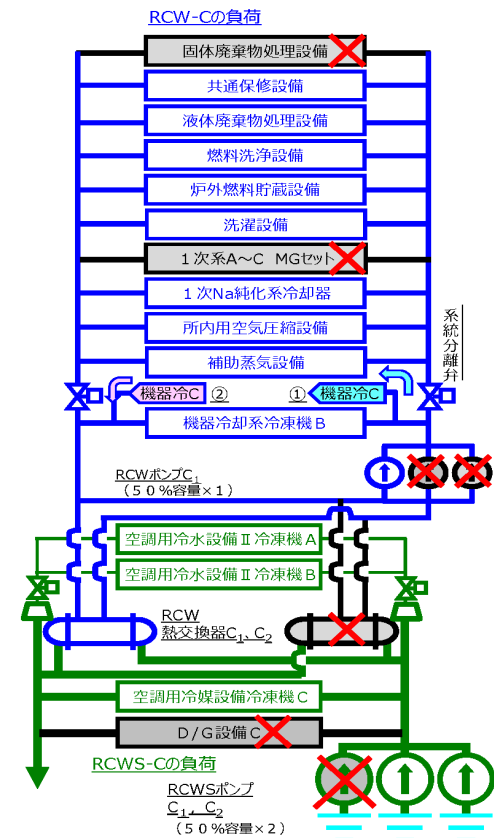 RCW-Cの負荷
固体廃棄物処理設備
共通保修設備
液体廃棄物処理設備
燃料洗浄設備
炉外燃料貯蔵設備
洗濯設備
1次系A～C MGセット
1次Na純化系冷却器
所内用空気圧縮設備
補助蒸気設備
系統分離弁
機器冷C ② ① 機器冷C
機器冷却系冷凍機B
RCWポンプC₁
（50%容量×1）
空調用冷水設備Ⅱ冷凍機A
空調用冷水設備Ⅱ冷凍機B
RCW
熱交換器C₁、C₂
空調用冷媒設備冷凍機C
D/G設備C
RCWS-Cの負荷
RCWSポンプ
C₁、C₂
（50%容量×2）